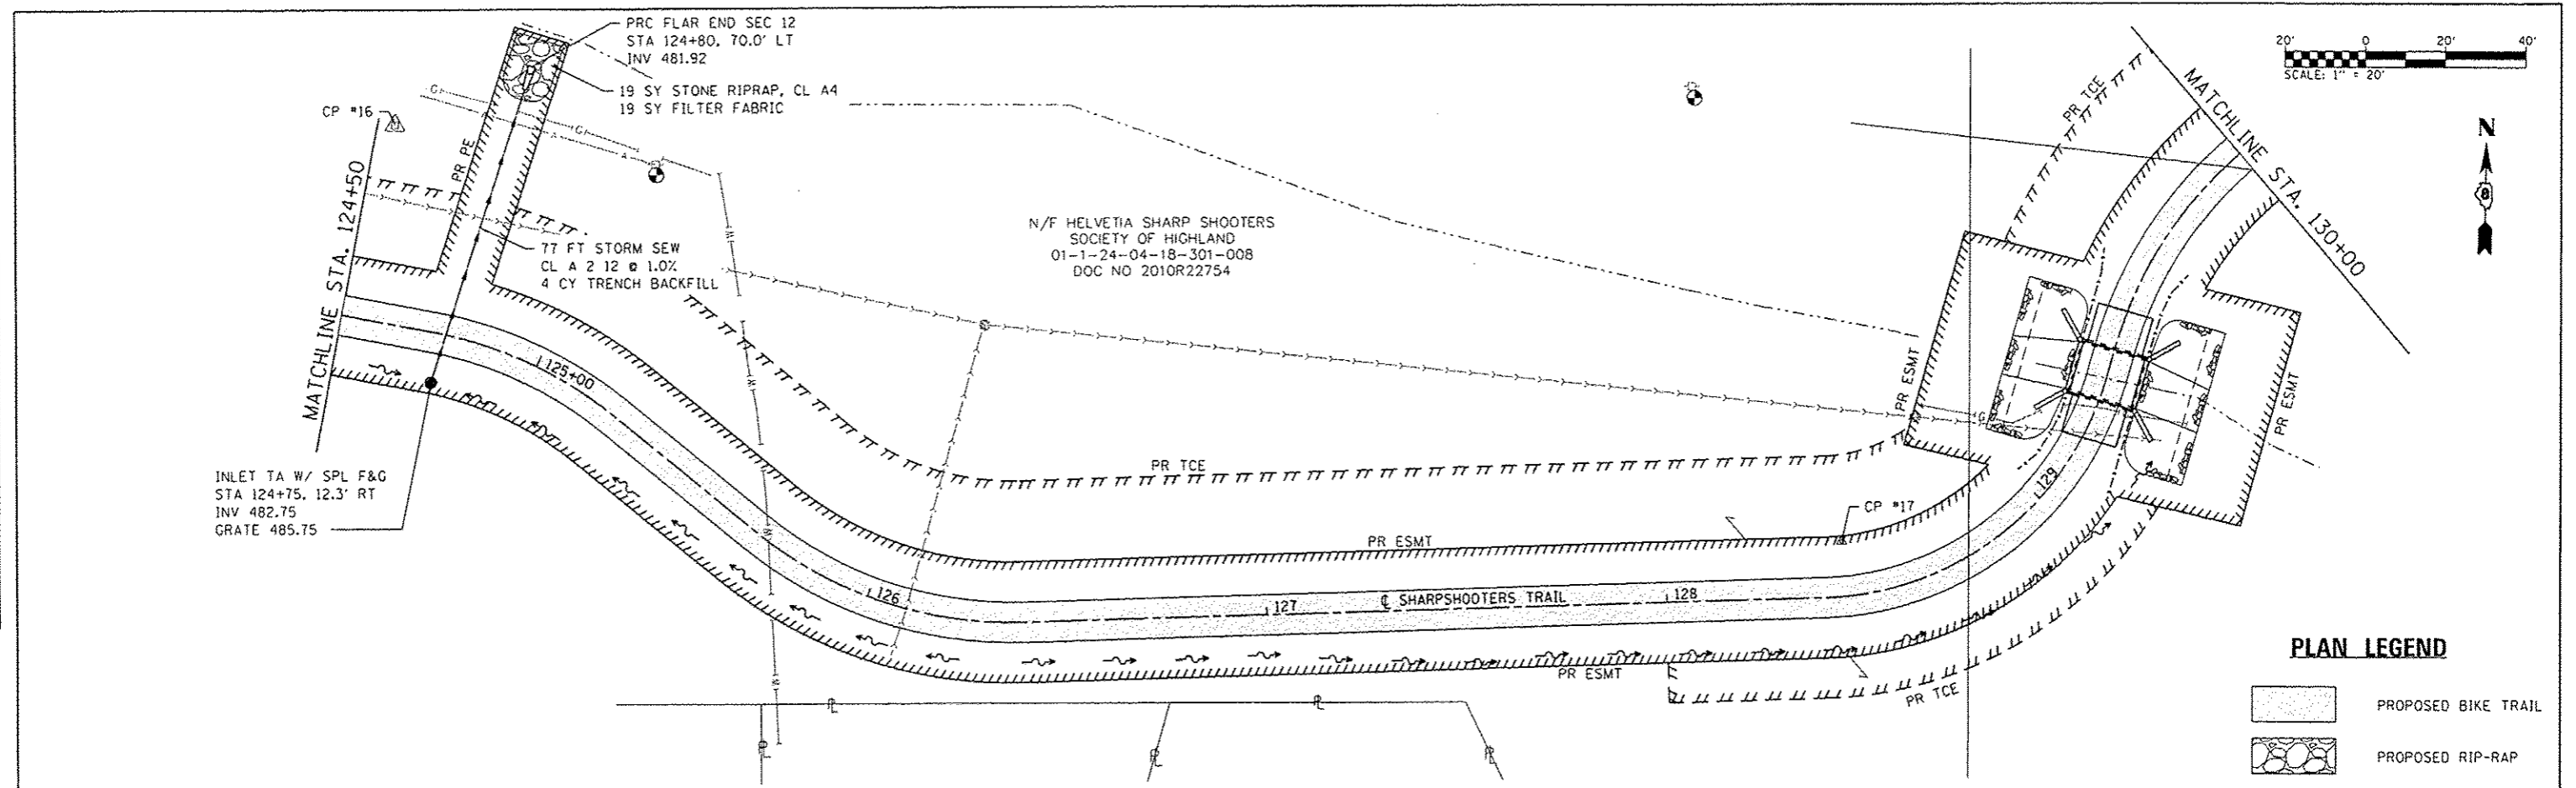 PRC FLAR END SEC 12
STA 124+80, 70.0' LT
INV 481.92
19 SY STONE RIPRAP, CL A4
19 SY FILTER FABRIC
CP #16
PR PE
MATCHLINE STA. 124+50
77 FT STORM SEW
CL A 2 12 @ 1.0%
4 CY TRENCH BACKFILL
INLET TA W/ SPL F&G
STA 124+75, 12.3' RT
INV 482.75
GRATE 485.75
N/F HELVETIA SHARP SHOOTERS
SOCIETY OF HIGHLAND
01-1-24-04-18-301-008
DOC NO 2010R22754
125+00
126
127
℄ SHARPSHOOTERS TRAIL
128
129
PR TCE
PR ESMT
PR ESMT
PR TCE
CP #17
PR ESMT
PR ESMT
PR TCE
MATCHLINE STA. 130+00
20' 0 20' 40'
SCALE: 1" = 20'
N
8
PLAN LEGEND
PROPOSED BIKE TRAIL
PROPOSED RIP-RAP